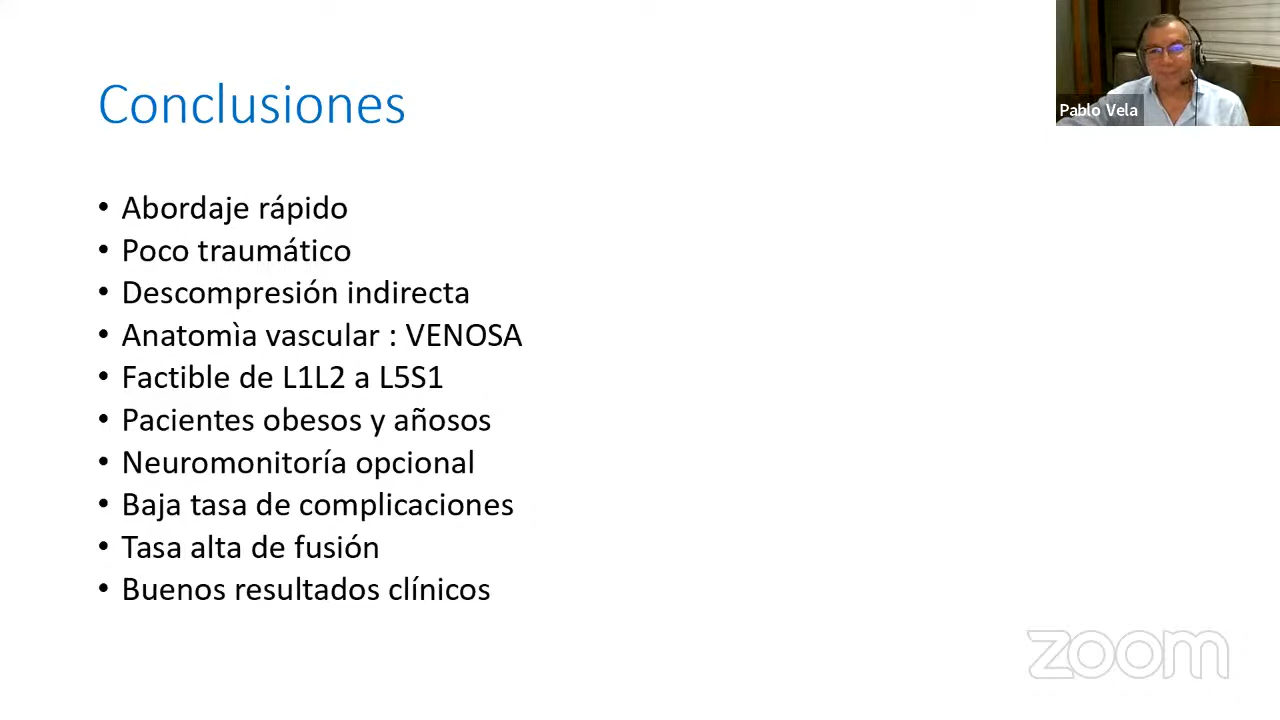 Conclusiones
Pablo Vela
• Abordaje rápido
• Poco traumático
• Descompresión indirecta
• Anatomìa vascular : VENOSA
• Factible de L1L2 a L5S1
• Pacientes obesos y añosos
• Neuromonitoría opcional
• Baja tasa de complicaciones
• Tasa alta de fusión
• Buenos resultados clínicos
zoom